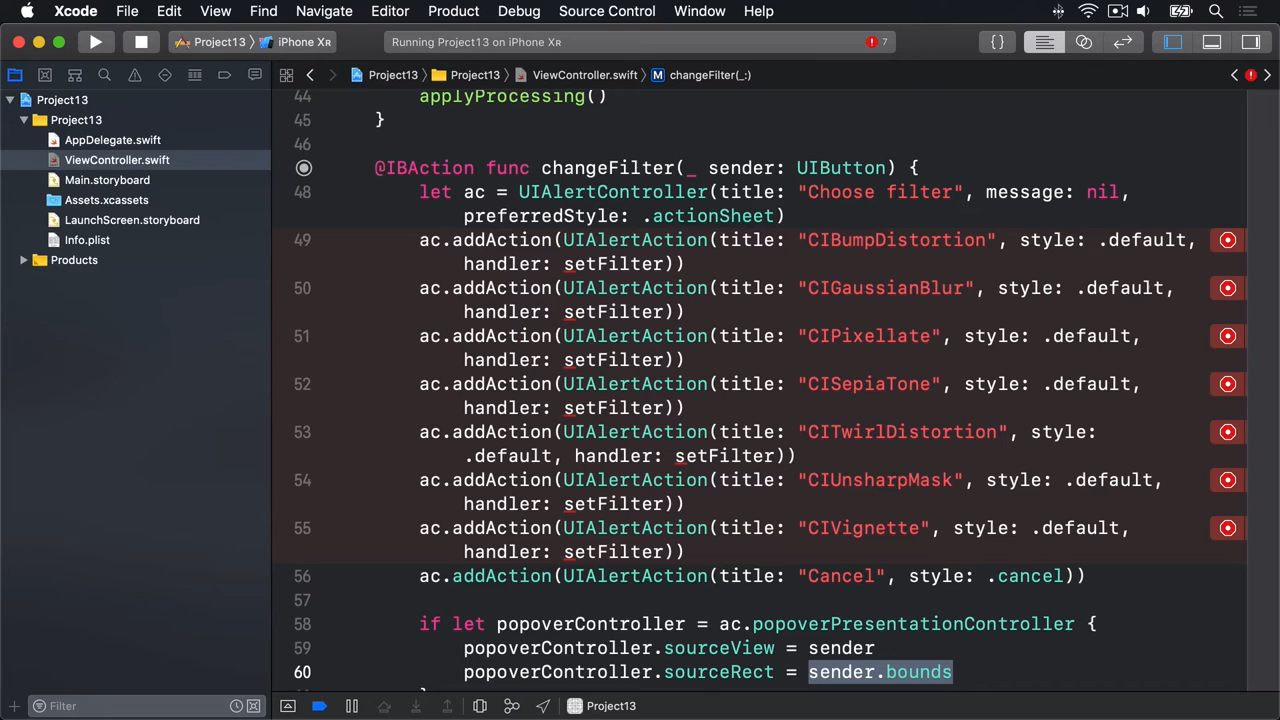 Xcode File Edit View Find Navigate Editor Product Debug Source Control Window Help
Project13 iPhone Xʀ Running Project13 on iPhone Xʀ 7
Project13 Project13 ViewController.swift M changeFilter(_:)
Project13
Project13
AppDelegate.swift
ViewController.swift
Main.storyboard
Assets.xcassets
LaunchScreen.storyboard
Info.plist
Products
44 applyProcessing()
45 }
46
@IBAction func changeFilter(_ sender: UIButton) {
48 let ac = UIAlertController(title: "Choose filter", message: nil,
preferredStyle: .actionSheet)
49 ac.addAction(UIAlertAction(title: "CIBumpDistortion", style: .default,
handler: setFilter))
50 ac.addAction(UIAlertAction(title: "CIGaussianBlur", style: .default,
handler: setFilter))
51 ac.addAction(UIAlertAction(title: "CIPixellate", style: .default,
handler: setFilter))
52 ac.addAction(UIAlertAction(title: "CISepiaTone", style: .default,
handler: setFilter))
53 ac.addAction(UIAlertAction(title: "CITwirlDistortion", style:
.default, handler: setFilter))
54 ac.addAction(UIAlertAction(title: "CIUnsharpMask", style: .default,
handler: setFilter))
55 ac.addAction(UIAlertAction(title: "CIVignette", style: .default,
handler: setFilter))
56 ac.addAction(UIAlertAction(title: "Cancel", style: .cancel))
57
58 if let popoverController = ac.popoverPresentationController {
59 popoverController.sourceView = sender
60 popoverController.sourceRect = sender.bounds
Filter Project13